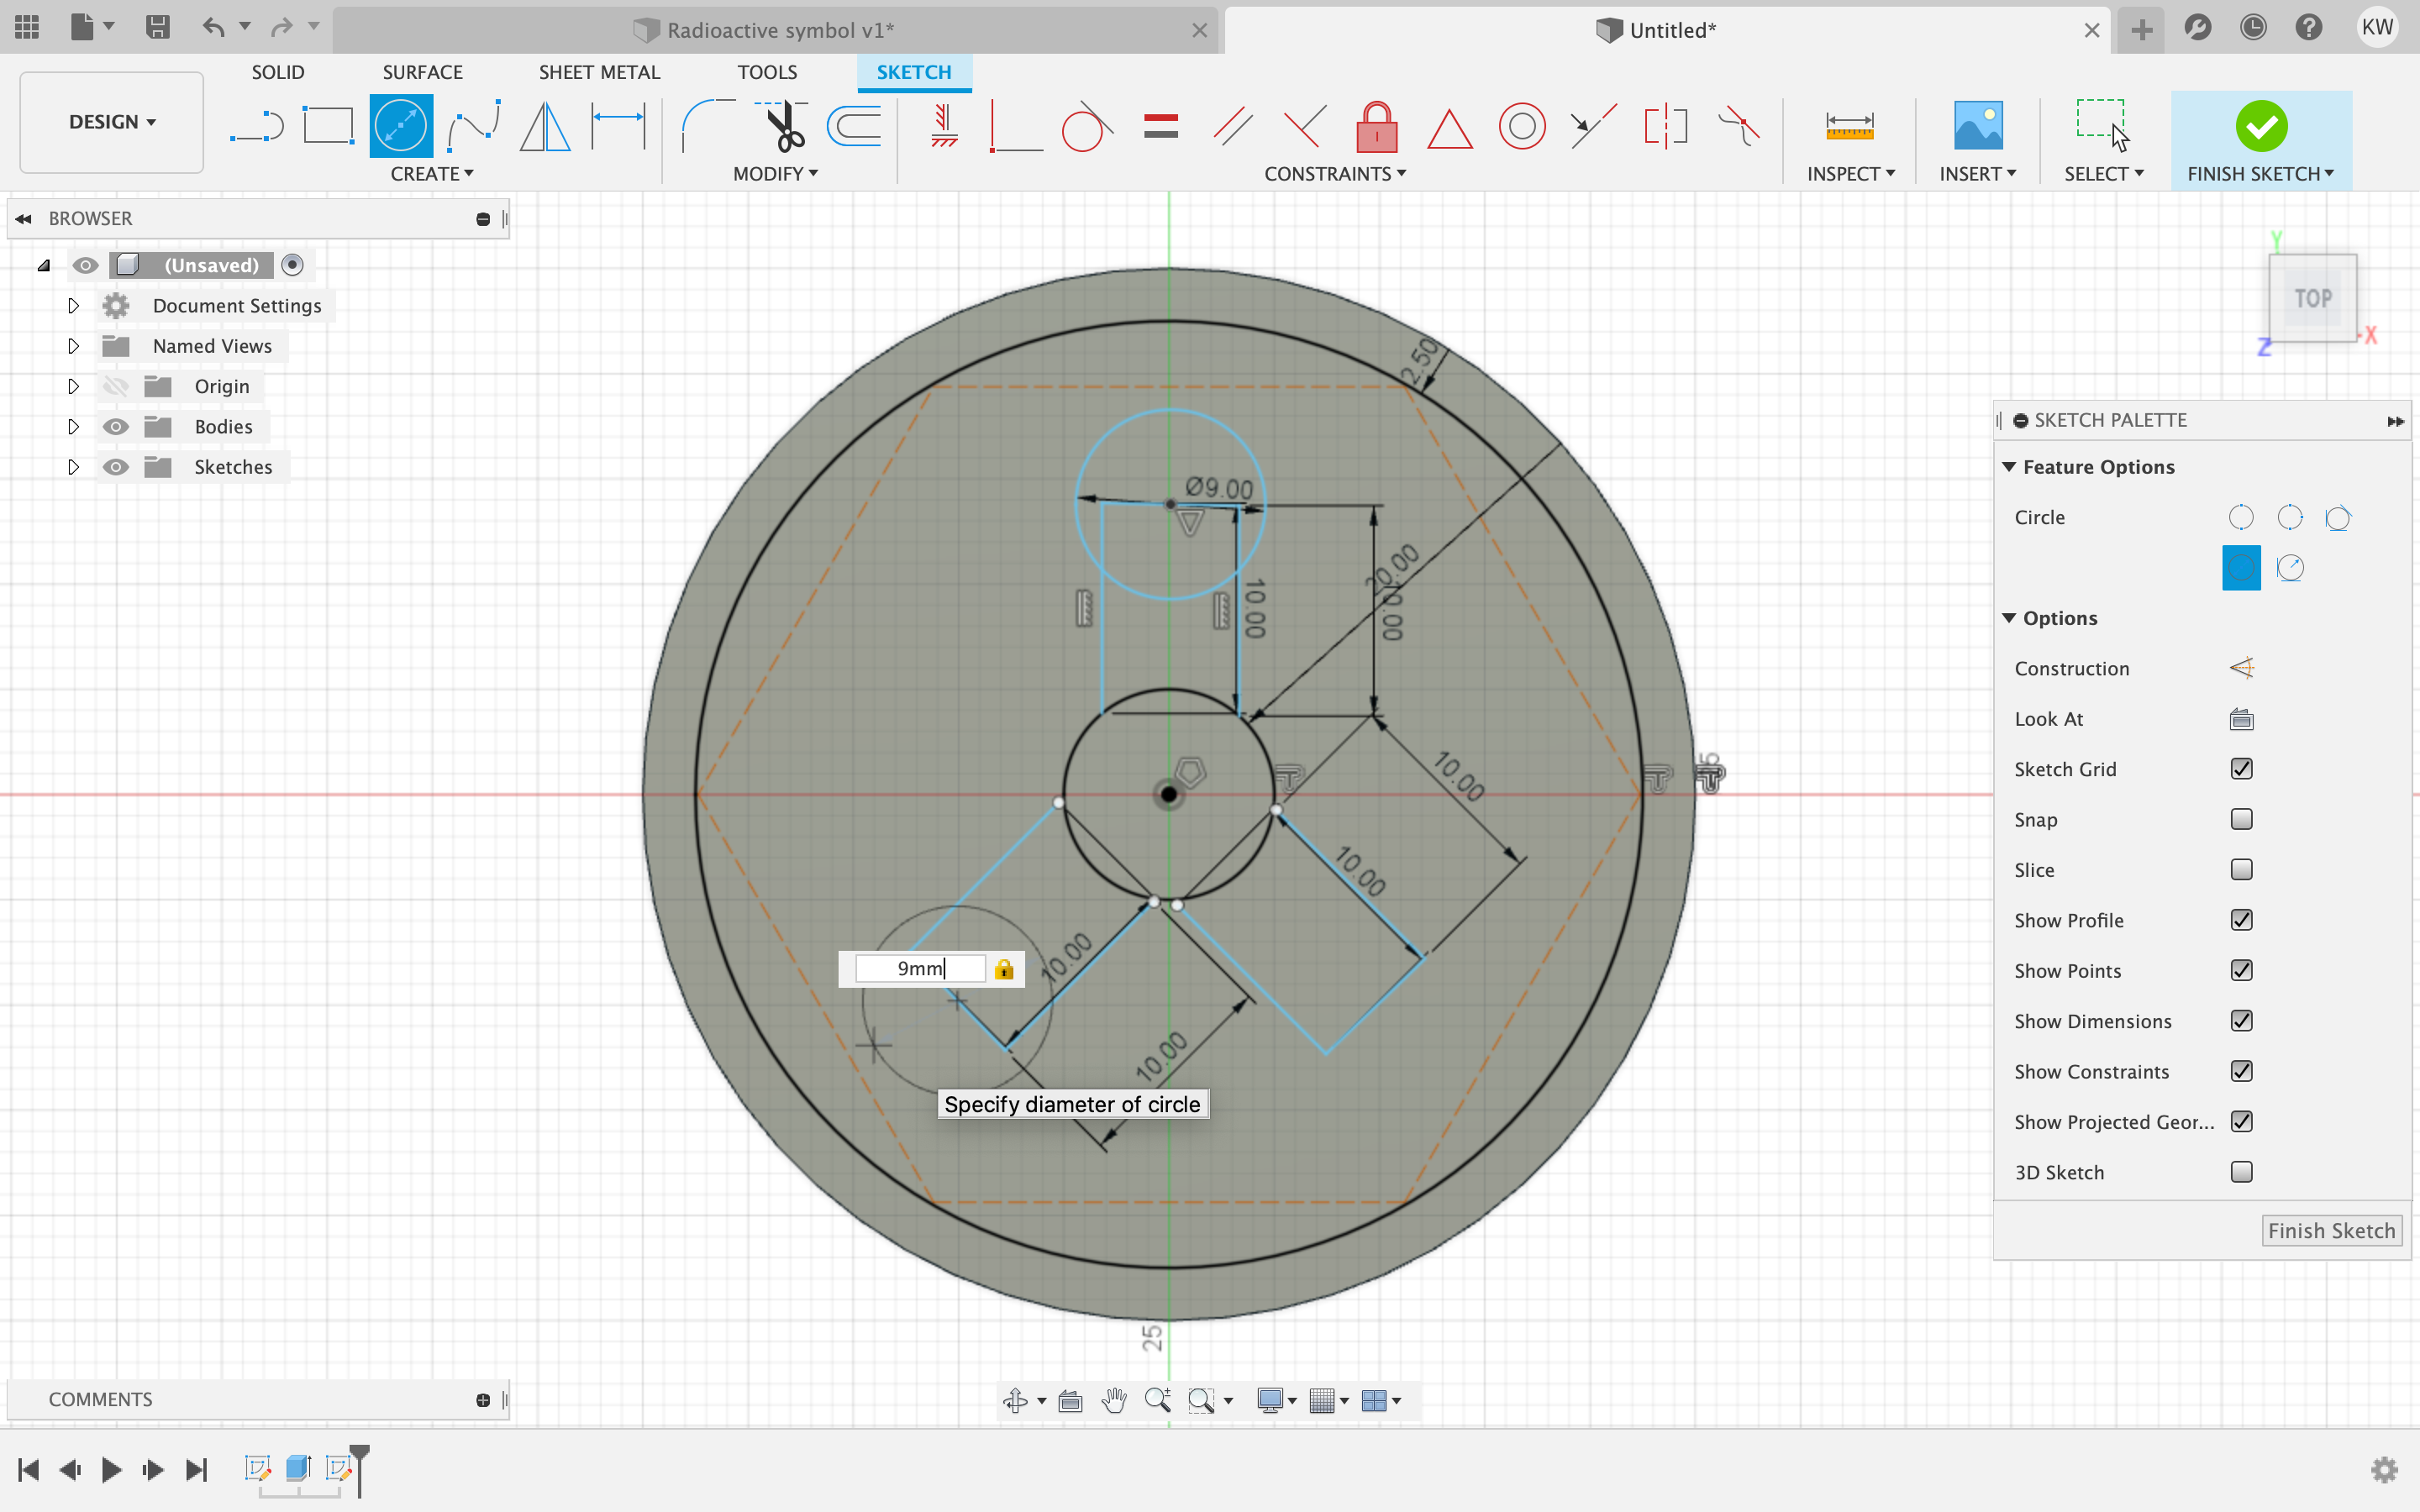 Radioactive symbol v1*
Untitled*
KW
SOLID
SURFACE
SHEET METAL
TOOLS
SKETCH
DESIGN
CREATE
MODIFY
CONSTRAINTS
INSPECT
INSERT
SELECT
FINISH SKETCH
BROWSER
(Unsaved)
Document Settings
Named Views
Origin
Bodies
Sketches
Y
TOP
X
Z
2.50
Ø9.00
10.00
20.00
10.00
10.00
10.00
10.00
9mm
Specify diameter of circle
25
SKETCH PALETTE
Feature Options
Circle
Options
Construction
Look At
Sketch Grid
Snap
Slice
Show Profile
Show Points
Show Dimensions
Show Constraints
Show Projected Geor...
3D Sketch
Finish Sketch
COMMENTS